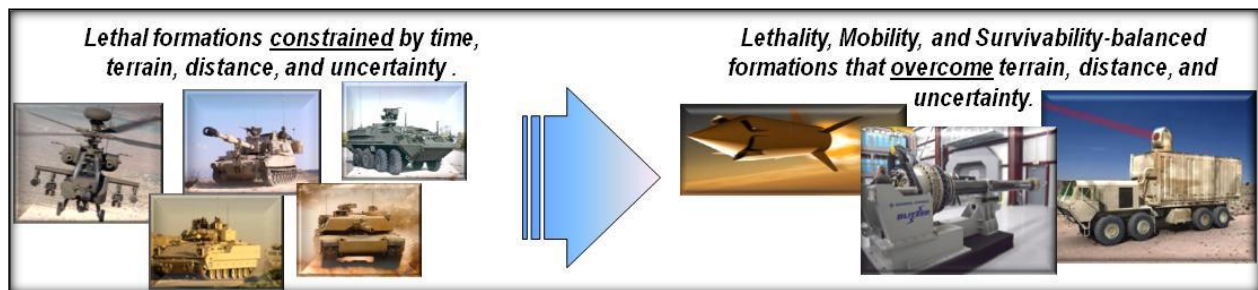 Lethal formations constrained by time,
terrain, distance, and uncertainty .
Lethality, Mobility, and Survivability-balanced
formations that overcome terrain, distance, and
uncertainty.
BLITZER